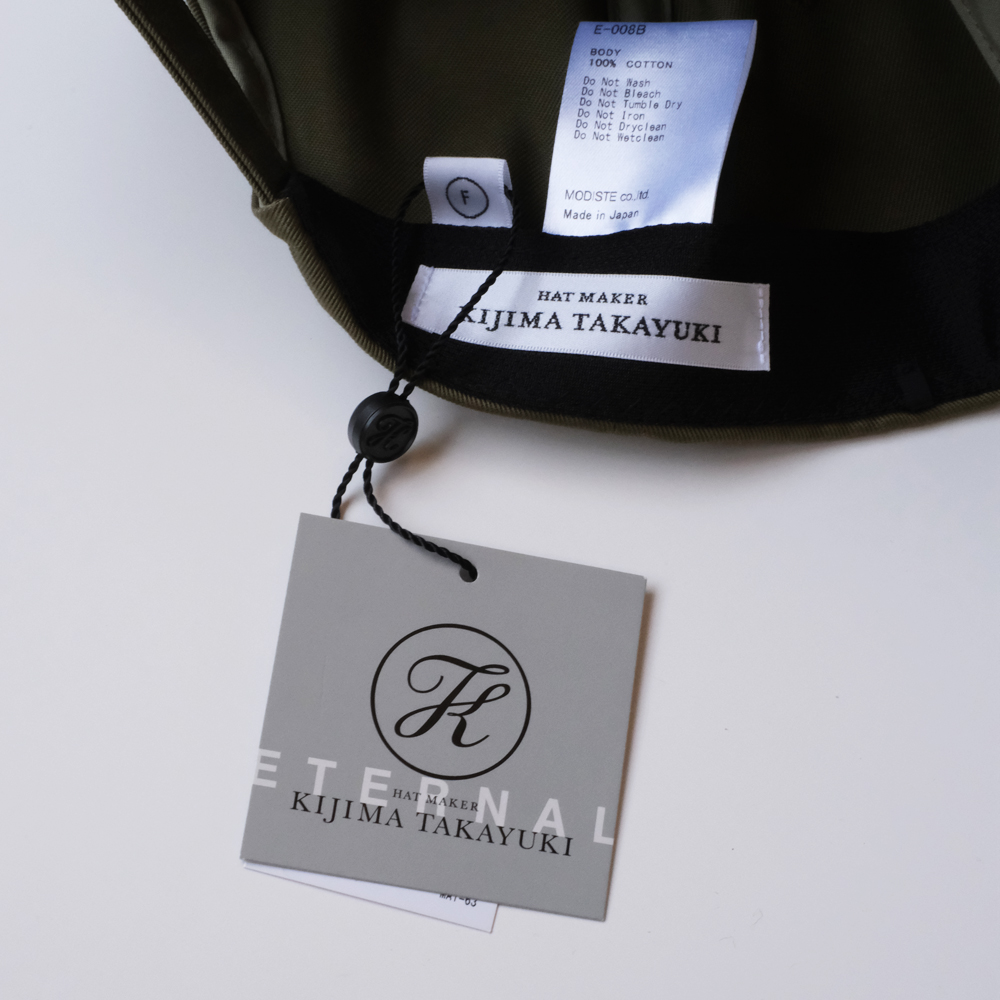 E-008B
BODY
100% COTTON
Do Not Wash
Do Not Bleach
Do Not Tumble Dry
Do Not Iron
Do Not Dryclean
Do Not Wetclean
MODISTE co.,ltd.
Made in Japan
F
HAT MAKER
KIJIMA TAKAYUKI
TK
ETERNAL
HAT MAKER
KIJIMA TAKAYUKI